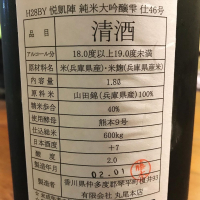 H28BY 悦凱陣 純米大吟醸雫 仕46号
品目 清酒
アルコール分 18.0度以上19.0度未満
原材料名 米(兵庫県産)・米麹(兵庫県産)
内容量 1.8ℓ
原料米 山田錦(兵庫県産)100%
精米歩合 40%
使用酵母 熊本9号
仕込総米 600kg
日本酒度 +7
酸度 2.0
製造年月 02.01
製造者 香川県仲多度郡琴平町榎井93
有限会社 丸尾本店